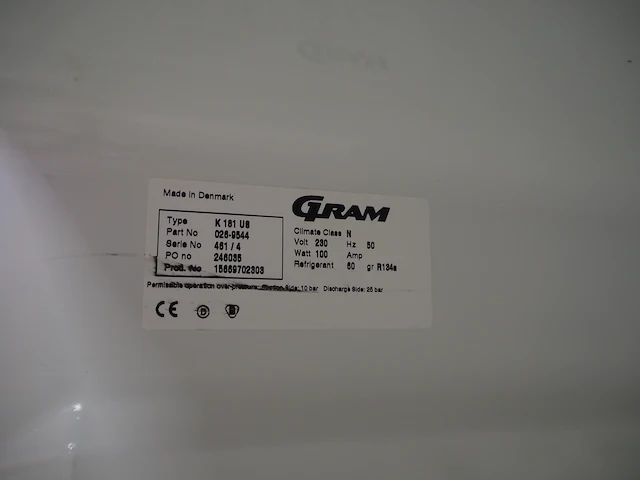 Made in Denmark
GRAM
Type K 161 U8
Part No 026-9544
Serie No 461 / 4
PO no 246035
Prod. No 15659702303
Climate Class N
Volt 230 Hz 50
Watt 100 Amp
Refrigerant 60 gr R134a
Permissible operation over-pressure: Suction Side: 10 bar Discharge Side: 25 bar
CE
D